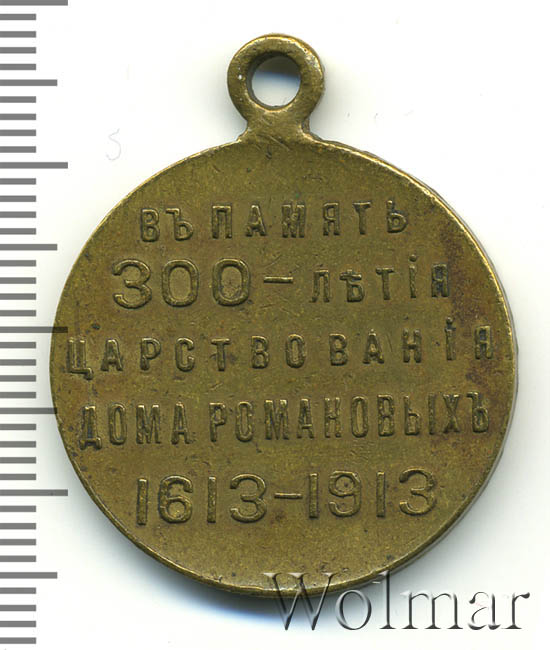 ВЪ ПАМЯТЬ
300-ЛѢТІЯ
ЦАРСТВОВАНІЯ
ДОМА РОМАНОВЫХЪ
1613-1913
Wolmar